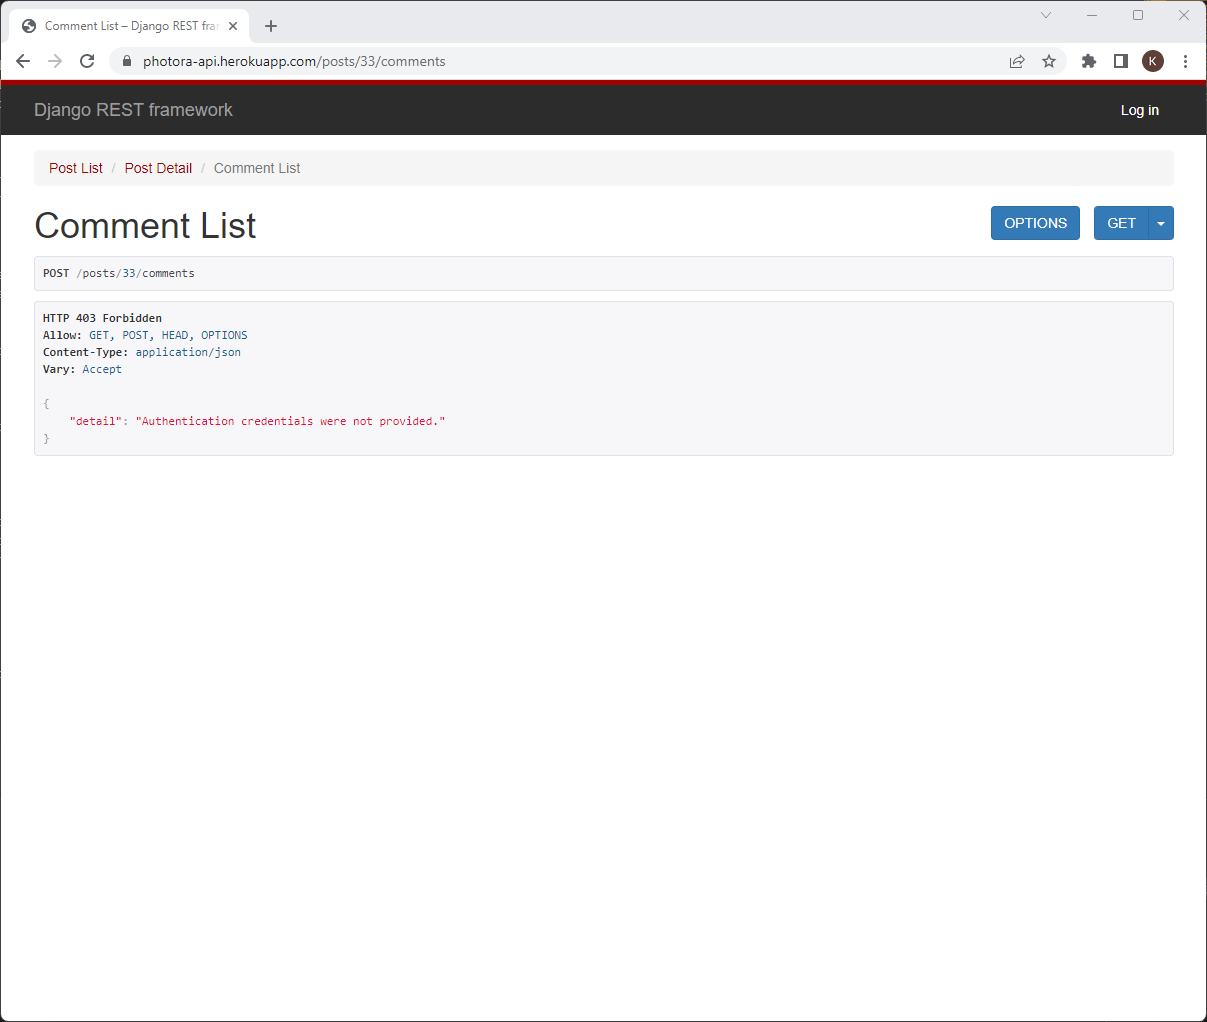 Comment List – Django REST fra
photora-api.herokuapp.com/posts/33/comments
K
Django REST framework
Log in
Post List / Post Detail / Comment List
Comment List
OPTIONS
GET
POST /posts/33/comments
HTTP 403 Forbidden
Allow: GET, POST, HEAD, OPTIONS
Content-Type: application/json
Vary: Accept
{
"detail": "Authentication credentials were not provided."
}